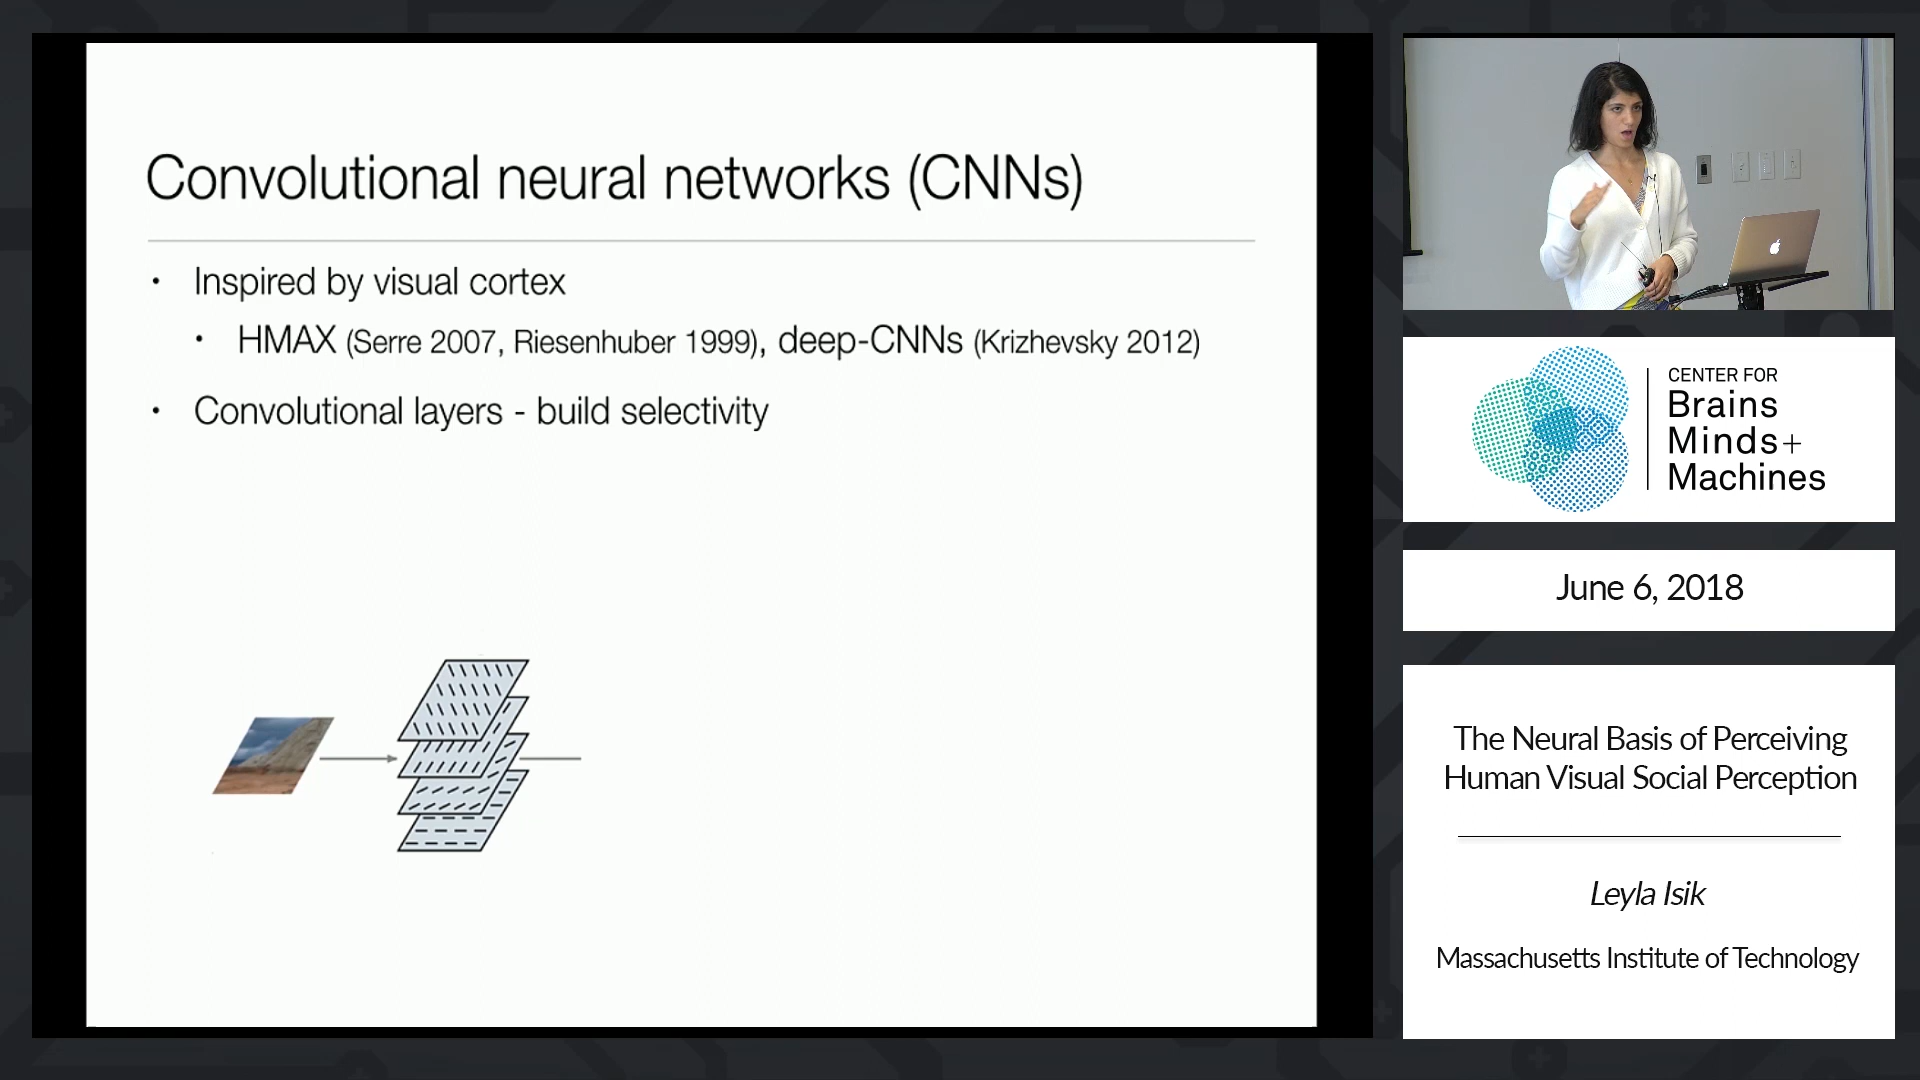 Convolutional neural networks (CNNs)
• Inspired by visual cortex
• HMAX (Serre 2007, Riesenhuber 1999), deep-CNNs (Krizhevsky 2012)
• Convolutional layers - build selectivity
CENTER FOR
Brains
Minds+
Machines
June 6, 2018
The Neural Basis of Perceiving
Human Visual Social Perception
Leyla Isik
Massachusetts Institute of Technology